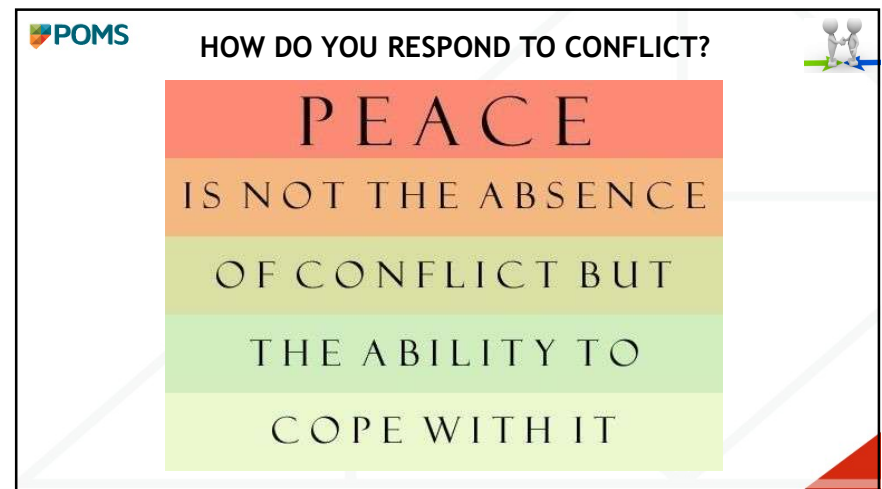 POMS
HOW DO YOU RESPOND TO CONFLICT?
PEACE
IS NOT THE ABSENCE
OF CONFLICT BUT
THE ABILITY TO
COPE WITH IT